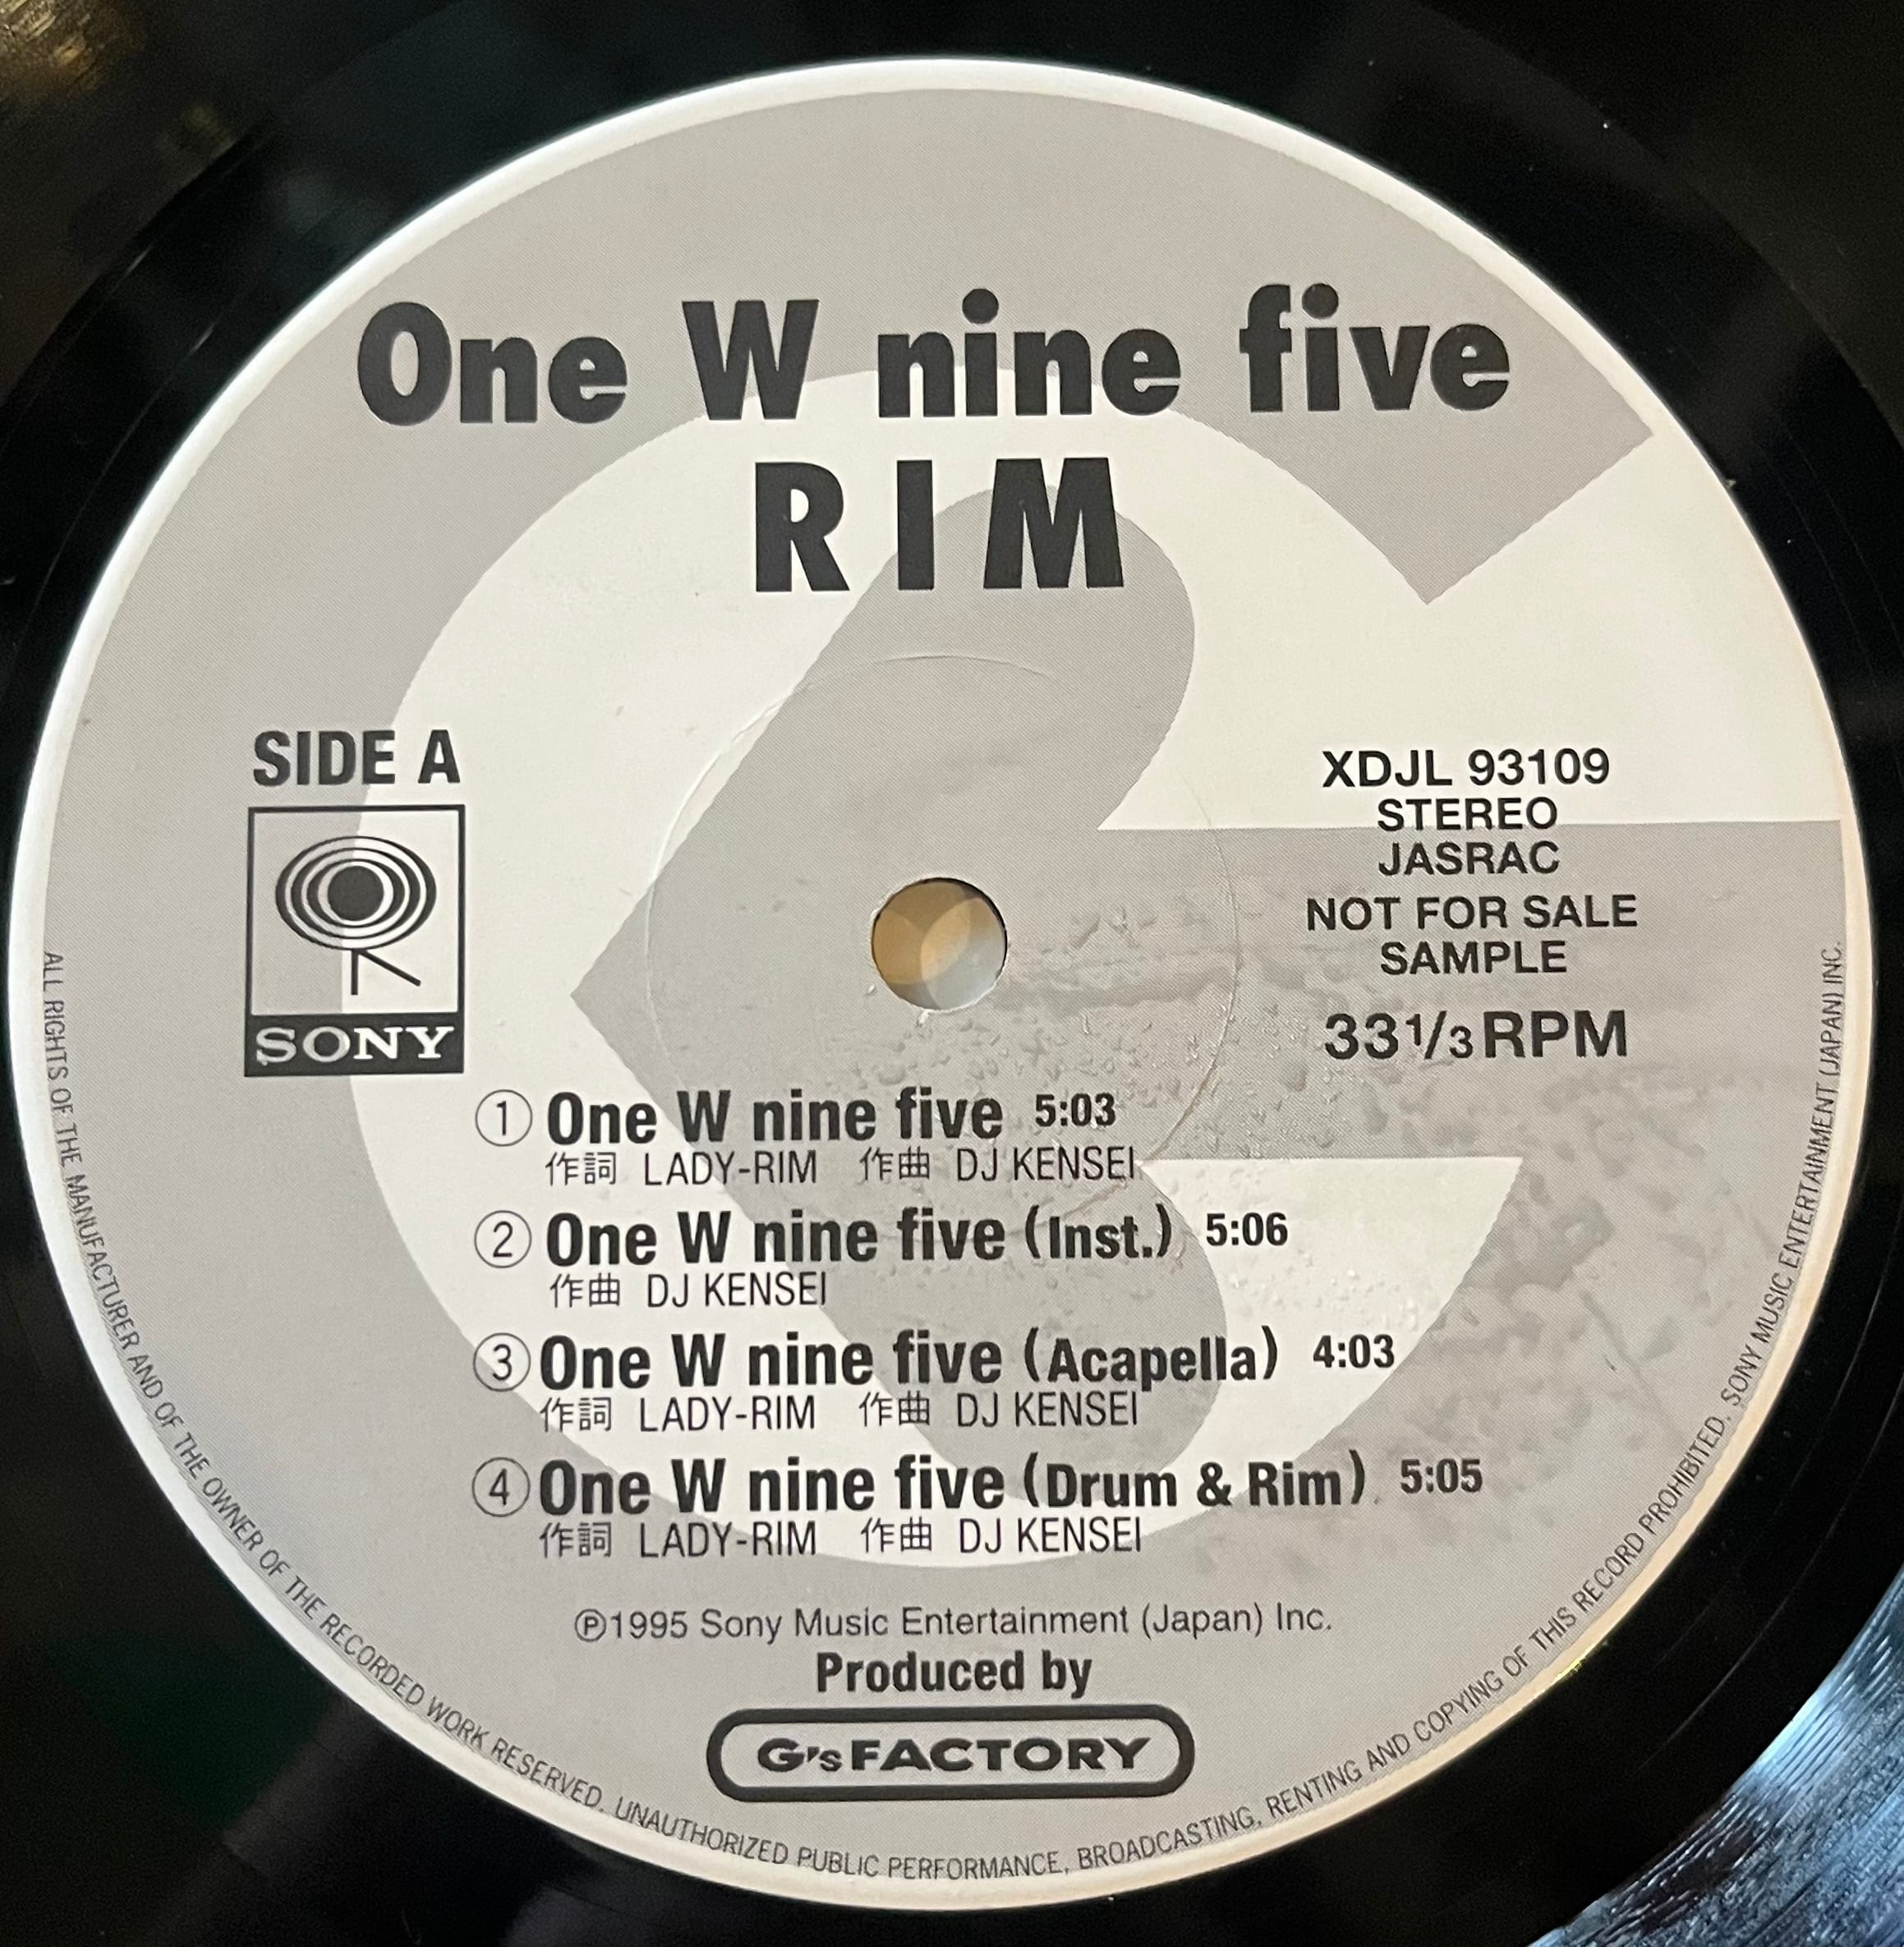 One W nine five
RIM
SIDE A
SONY
XDJL 93109
STEREO
JASRAC
NOT FOR SALE
SAMPLE
33 1/3 RPM
① One W nine five 5:03
作詞 LADY-RIM 作曲 DJ KENSEI
② One W nine five (Inst.) 5:06
作曲 DJ KENSEI
③ One W nine five (Acapella) 4:03
作詞 LADY-RIM 作曲 DJ KENSEI
④ One W nine five (Drum & Rim) 5:05
作詞 LADY-RIM 作曲 DJ KENSEI
℗1995 Sony Music Entertainment (Japan) Inc.
Produced by
G's FACTORY
ALL RIGHTS OF THE MANUFACTURER AND OF THE OWNER OF THE RECORDED WORK RESERVED. UNAUTHORIZED PUBLIC PERFORMANCE, BROADCASTING, RENTING AND COPYING OF THIS RECORD PROHIBITED. SONY MUSIC ENTERTAINMENT (JAPAN) INC.